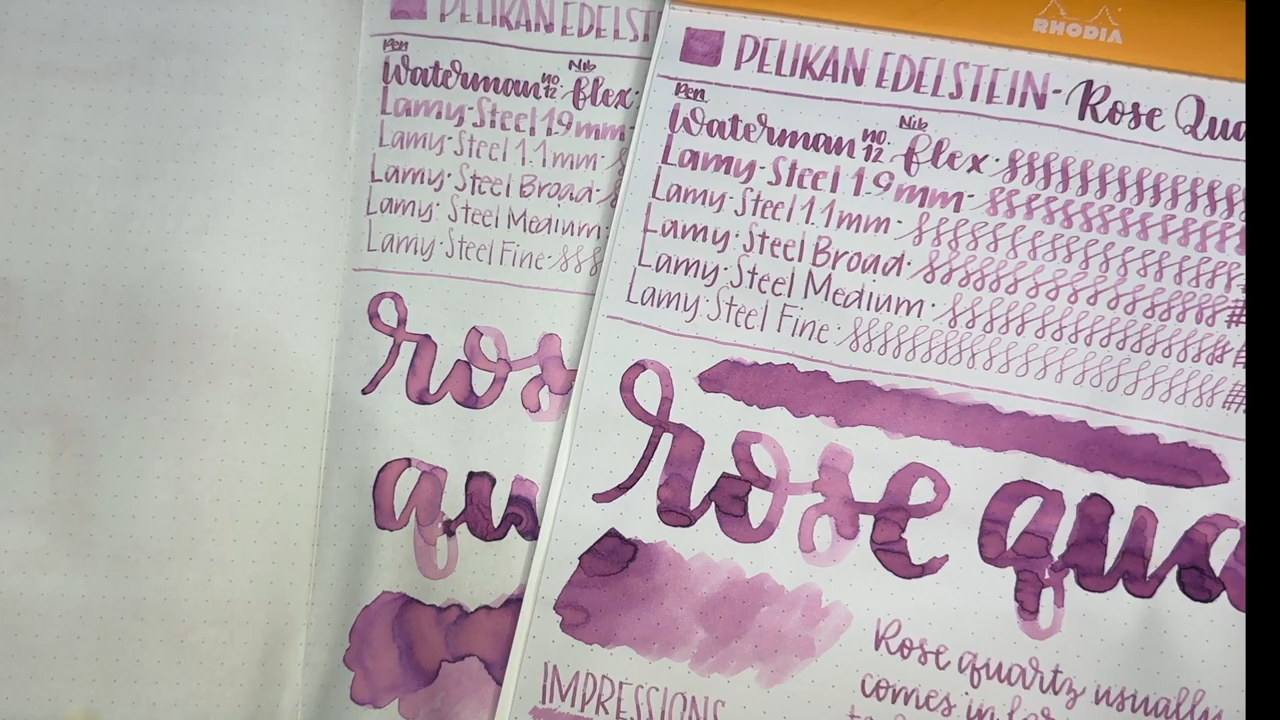 PELIKAN EDELST
Pen
Nib
Waterman no. 12 flex
Lamy·Steel 1.9mm-
Lamy·Steel 1.1mm-
Lamy·Steel Broad·
Lamy·Steel Medium·
Lamy·Steel Fine·
ros
qu
RHODIA
PELIKAN EDELSTEIN- Rose Qua
Pen
Nib
Waterman no. 12 flex·
Lamy·Steel 1.9mm-
Lamy·Steel 1.1mm·
Lamy·Steel Broad·
Lamy·Steel Medium·
Lamy·Steel Fine·
rose qua
Rose quartz usually
comes in
IMPRESSIONS